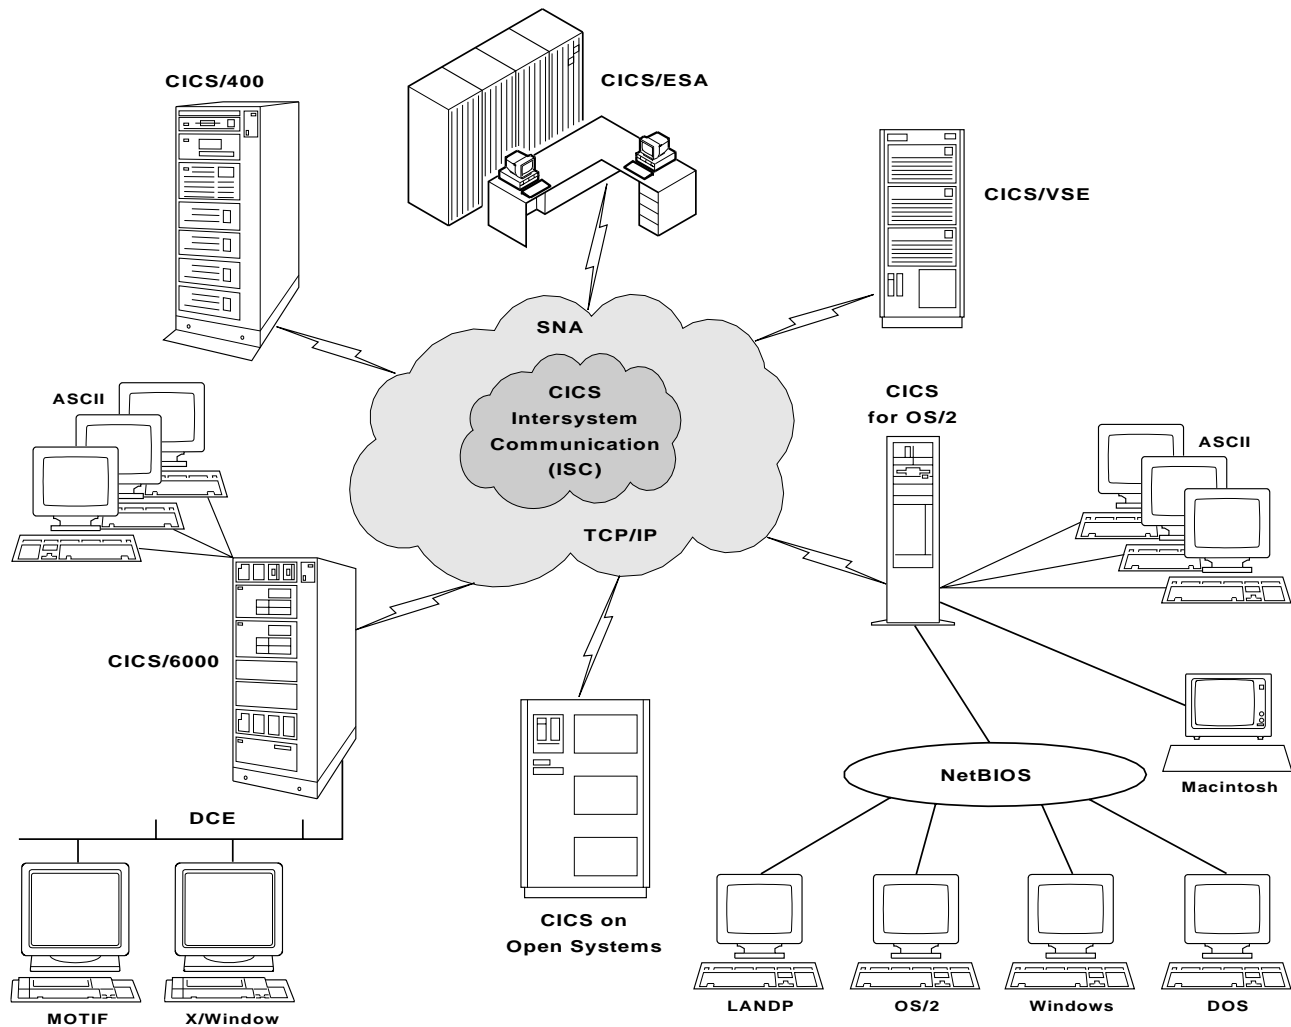 CICS/400
CICS/ESA
CICS/VSE
SNA
CICS
Intersystem
Communication
(ISC)
TCP/IP
ASCII
CICS
for OS/2
ASCII
CICS/6000
NetBIOS
Macintosh
DCE
CICS on
Open Systems
MOTIF
X/Window
LANDP
OS/2
Windows
DOS